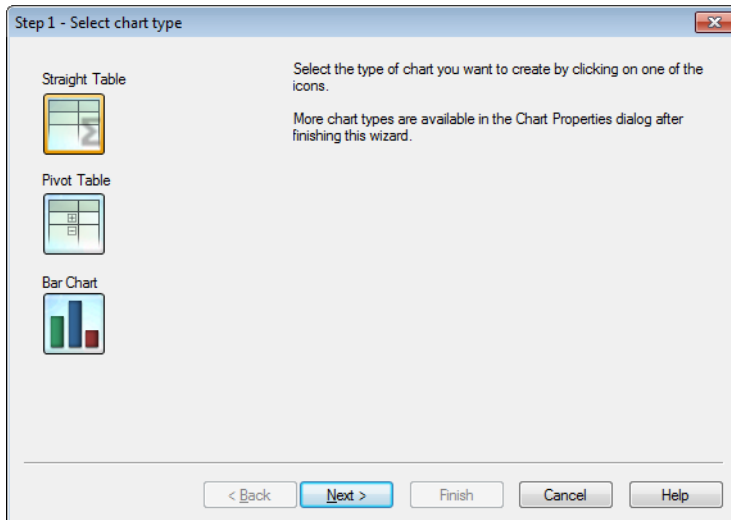 Step 1 - Select chart type
Straight Table
Σ
Pivot Table
Bar Chart
Select the type of chart you want to create by clicking on one of the
icons.
More chart types are available in the Chart Properties dialog after
finishing this wizard.
< Back
Next >
Finish
Cancel
Help